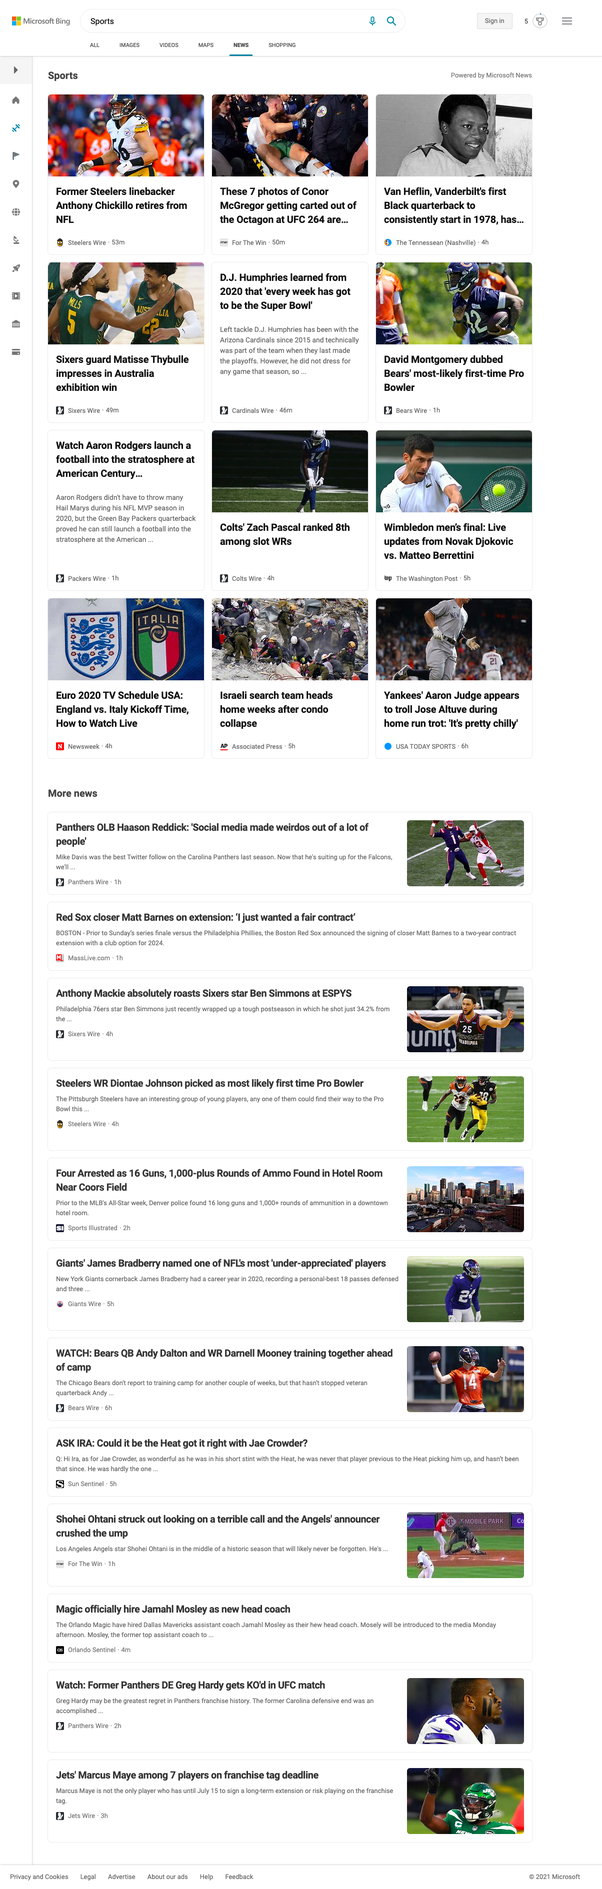 Microsoft Bing
Sports
Sign in
5
ALL IMAGES VIDEOS MAPS NEWS SHOPPING
Sports
Powered by Microsoft News
Former Steelers linebacker
Anthony Chickillo retires from
NFL
Steelers Wire · 53m
These 7 photos of Conor
McGregor getting carted out of
the Octagon at UFC 264 are...
For The Win · 50m
Van Heflin, Vanderbilt's first
Black quarterback to
consistently start in 1978, has...
The Tennessean (Nashville) · 4h
Sixers guard Matisse Thybulle
impresses in Australia
exhibition win
Sixers Wire · 49m
D.J. Humphries learned from
2020 that 'every week has got
to be the Super Bowl'
Left tackle D.J. Humphries has been with the
Arizona Cardinals since 2015 and technically
was part of the team when they last made
the playoffs. However, he did not dress for
any game that season, so ...
Cardinals Wire · 46m
David Montgomery dubbed
Bears' most-likely first-time Pro
Bowler
Bears Wire · 1h
Watch Aaron Rodgers launch a
football into the stratosphere at
American Century...
Aaron Rodgers didn't have to throw many
Hail Marys during his NFL MVP season in
2020, but the Green Bay Packers quarterback
proved he can still launch a football into the
stratosphere at the American ...
Packers Wire · 1h
Colts' Zach Pascal ranked 8th
among slot WRs
Colts Wire · 4h
Wimbledon men's final: Live
updates from Novak Djokovic
vs. Matteo Berrettini
The Washington Post · 5h
ITALIA
Euro 2020 TV Schedule USA:
England vs. Italy Kickoff Time,
How to Watch Live
Newsweek · 4h
Israeli search team heads
home weeks after condo
collapse
Associated Press · 5h
Yankees' Aaron Judge appears
to troll Jose Altuve during
home run trot: 'It's pretty chilly'
USA TODAY SPORTS · 6h
More news
Panthers OLB Haason Reddick: 'Social media made weirdos out of a lot of
people'
Mike Davis was the best Twitter follow on the Carolina Panthers last season. Now that he's suiting up for the Falcons,
we'll ...
Panthers Wire · 1h
Red Sox closer Matt Barnes on extension: 'I just wanted a fair contract'
BOSTON - Prior to Sunday's series finale versus the Philadelphia Phillies, the Boston Red Sox announced the signing of closer Matt Barnes to a two-year contract
extension with a club option for 2024.
MassLive.com · 1h
Anthony Mackie absolutely roasts Sixers star Ben Simmons at ESPYS
Philadelphia 76ers star Ben Simmons just recently wrapped up a tough postseason in which he shot just 34.2% from
the ...
Sixers Wire · 4h
Steelers WR Diontae Johnson picked as most likely first time Pro Bowler
The Pittsburgh Steelers have an interesting group of young players, any one of them could find their way to the Pro
Bowl this ...
Steelers Wire · 4h
Four Arrested as 16 Guns, 1,000-plus Rounds of Ammo Found in Hotel Room
Near Coors Field
Prior to the MLB's All-Star week, Denver police found 16 long guns and 1,000+ rounds of ammunition in a downtown
hotel room.
Sports Illustrated · 2h
Giants' James Bradberry named one of NFL's most 'under-appreciated' players
New York Giants cornerback James Bradberry had a career year in 2020, recording a personal-best 18 passes defensed
and three ...
Giants Wire · 5h
WATCH: Bears QB Andy Dalton and WR Darnell Mooney training together ahead
of camp
The Chicago Bears don't report to training camp for another couple of weeks, but that hasn't stopped veteran
quarterback Andy ...
Bears Wire · 6h
ASK IRA: Could it be the Heat got it right with Jae Crowder?
Q: Hi Ira, as for Jae Crowder, as wonderful as he was in his short stint with the Heat, he was never that player previous to the Heat picking him up, and hasn't been
that since. He was hardly the one ...
Sun Sentinel · 5h
Shohei Ohtani struck out looking on a terrible call and the Angels' announcer
crushed the ump
Los Angeles Angels star Shohei Ohtani is in the middle of a historic season that will likely never be forgotten. He's ...
For The Win · 1h
Magic officially hire Jamahl Mosley as new head coach
The Orlando Magic have hired Dallas Mavericks assistant coach Jamahl Mosley as their hew head coach. Mosely will be introduced to the media Monday
afternoon. Mosley, the former top assistant coach to ...
Orlando Sentinel · 4m
Watch: Former Panthers DE Greg Hardy gets KO'd in UFC match
Greg Hardy may be the greatest regret in Panthers franchise history. The former Carolina defensive end was an
accomplished ...
Panthers Wire · 2h
Jets' Marcus Maye among 7 players on franchise tag deadline
Marcus Maye is not the only player who has until July 15 to sign a long-term extension or risk playing on the franchise
tag.
Jets Wire · 3h
Privacy and Cookies Legal Advertise About our ads Help Feedback
© 2021 Microsoft